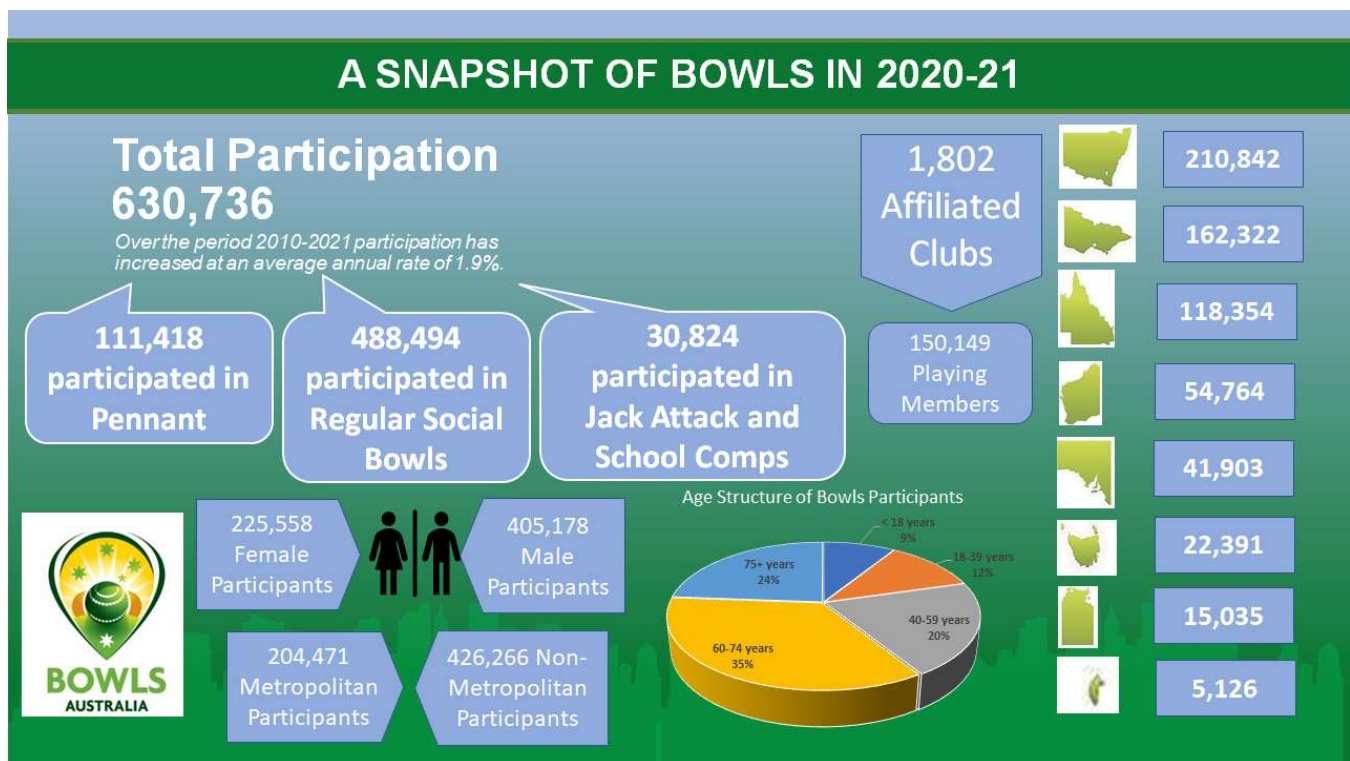 A SNAPSHOT OF BOWLS IN 2020-21
Total Participation
630,736
Over the period 2010-2021 participation has
increased at an average annual rate of 1.9%.
111,418
participated in
Pennant
488,494
participated in
Regular Social
Bowls
30,824
participated in
Jack Attack and
School Comps
1,802
Affiliated
Clubs
150,149
Playing
Members
210,842
162,322
118,354
54,764
41,903
22,391
15,035
5,126
BOWLS
AUSTRALIA
225,558
Female
Participants
405,178
Male
Participants
204,471
Metropolitan
Participants
426,266 Non-
Metropolitan
Participants
Age Structure of Bowls Participants
< 18 years
9%
18-39 years
12%
40-59 years
20%
60-74 years
35%
75+ years
24%